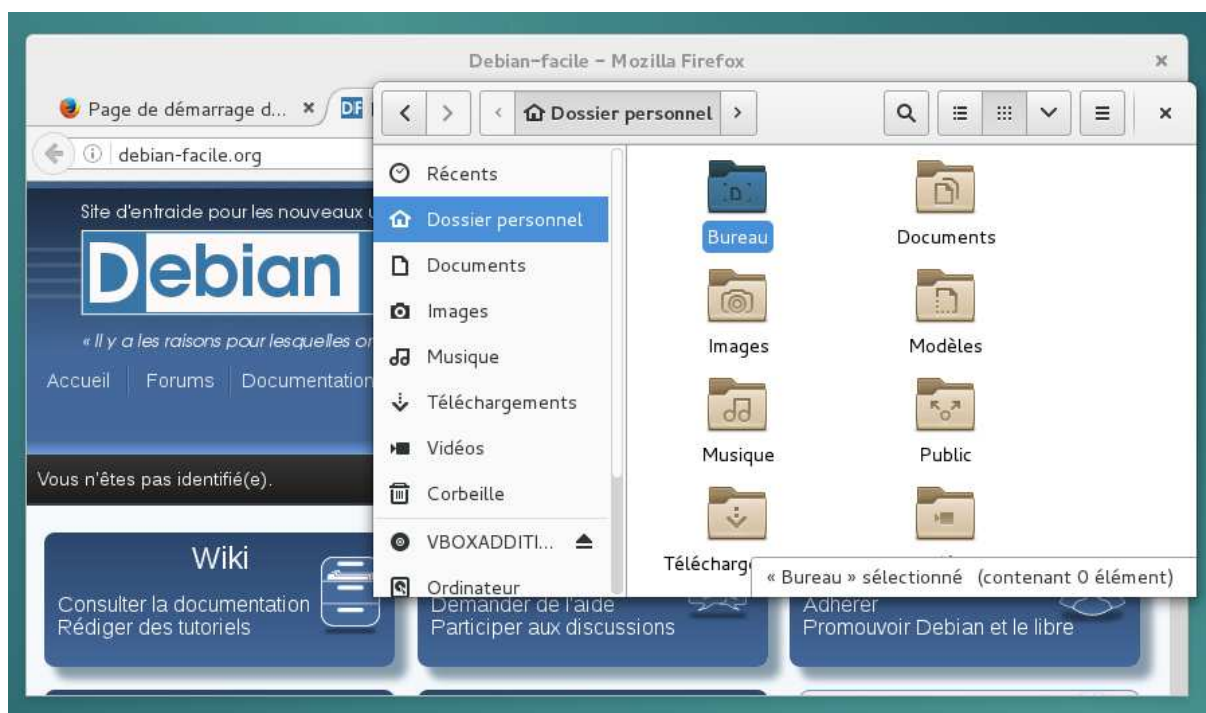 Debian-facile - Mozilla Firefox
Page de démarrage d...
DF
debian-facile.org
Dossier personnel
Site d'entraide pour les nouveaux
Debian
« Il y a les raisons pour lesquelles
Accueil Forums Documentation
Vous n'êtes pas identifié(e).
Récents
Dossier personnel
Documents
Images
Musique
Téléchargements
Vidéos
Corbeille
VBOXADDITI...
Ordinateur
Bureau Documents
Images Modèles
Musique Public
Télécharg
« Bureau » sélectionné (contenant 0 élément)
Wiki
Consulter la documentation
Rédiger des tutoriels
Demander de l'aide
Participer aux discussions
Adhérer
Promouvoir Debian et le libre